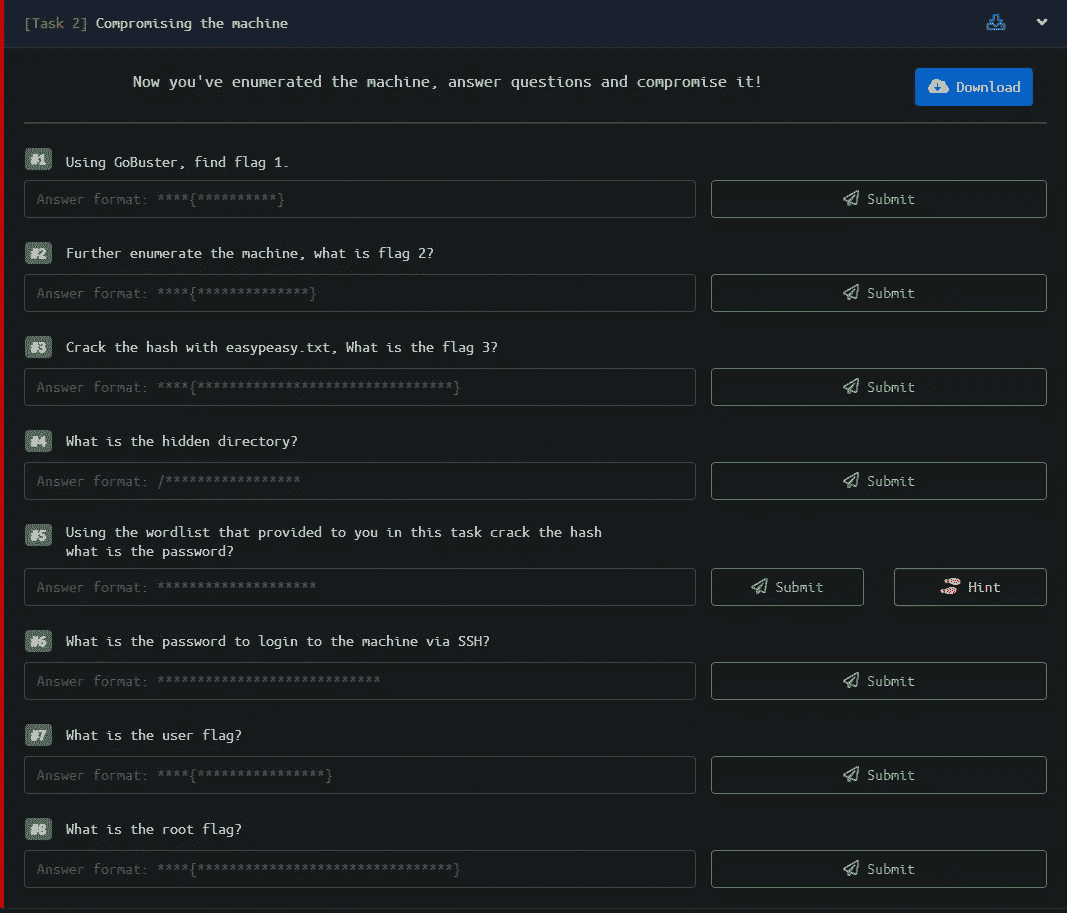 [Task 2] Compromising the machine
Now you've enumerated the machine, answer questions and compromise it!
Download
#1 Using GoBuster, find flag 1.
Answer format: ****{**********}
Submit
#2 Further enumerate the machine, what is flag 2?
Answer format: ****{**************}
Submit
#3 Crack the hash with easypeasy.txt, What is the flag 3?
Answer format: ****{********************************}
Submit
#4 What is the hidden directory?
Answer format: /*****************
Submit
#5 Using the wordlist that provided to you in this task crack the hash
what is the password?
Answer format: ********************
Submit
Hint
#6 What is the password to login to the machine via SSH?
Answer format: ****************************
Submit
#7 What is the user flag?
Answer format: ****{****************}
Submit
#8 What is the root flag?
Answer format: ****{********************************}
Submit